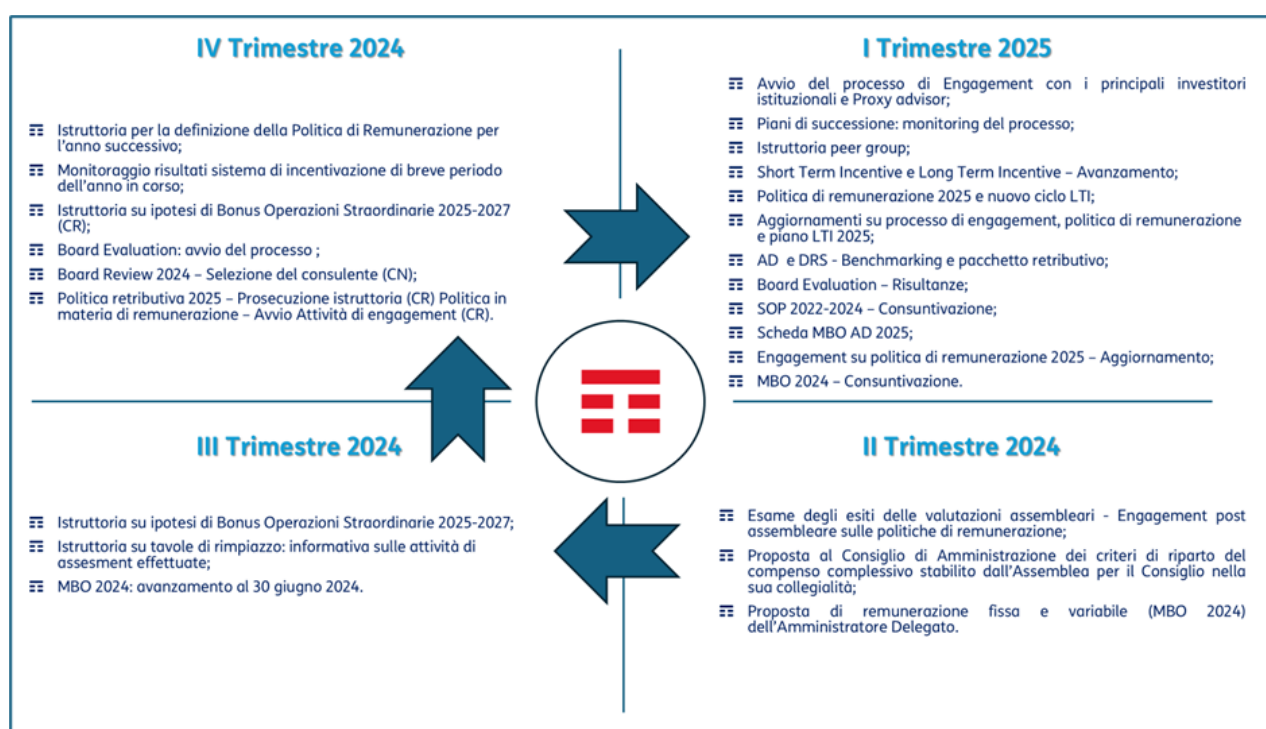 IV Trimestre 2024
Istruttoria per la definizione della Politica di Remunerazione per
l'anno successivo;
Monitoraggio risultati sistema di incentivazione di breve periodo
dell'anno in corso;
Istruttoria su ipotesi di Bonus Operazioni Straordinarie 2025-2027
(CR);
Board Evaluation: avvio del processo ;
Board Review 2024 – Selezione del consulente (CN);
Politica retributiva 2025 – Prosecuzione istruttoria (CR) Politica in
materia di remunerazione – Avvio Attività di engagement (CR).
I Trimestre 2025
Avvio del processo di Engagement con i principali investitori
istituzionali e Proxy advisor;
Piani di successione: monitoring del processo;
Istruttoria peer group;
Short Term Incentive e Long Term Incentive – Avanzamento;
Politica di remunerazione 2025 e nuovo ciclo LTI;
Aggiornamenti su processo di engagement, politica di remunerazione
e piano LTI 2025;
AD e DRS - Benchmarking e pacchetto retributivo;
Board Evaluation – Risultanze;
SOP 2022-2024 – Consuntivazione;
Scheda MBO AD 2025;
Engagement su politica di remunerazione 2025 – Aggiornamento;
MBO 2024 – Consuntivazione.
III Trimestre 2024
Istruttoria su ipotesi di Bonus Operazioni Straordinarie 2025-2027;
Istruttoria su tavole di rimpiazzo: informativa sulle attività di
assesment effettuate;
MBO 2024: avanzamento al 30 giugno 2024.
II Trimestre 2024
Esame degli esiti delle valutazioni assembleari - Engagement post
assembleare sulle politiche di remunerazione;
Proposta al Consiglio di Amministrazione dei criteri di riparto del
compenso complessivo stabilito dall'Assemblea per il Consiglio nella
sua collegialità;
Proposta di remunerazione fissa e variabile (MBO 2024)
dell'Amministratore Delegato.